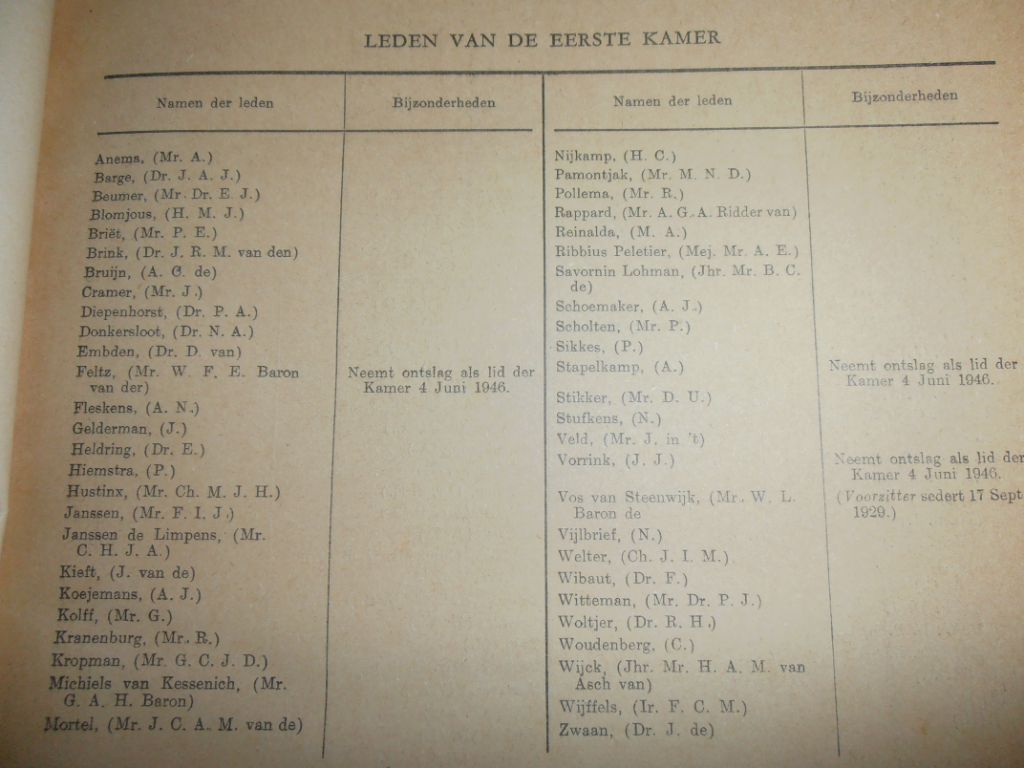 LEDEN VAN DE EERSTE KAMER
Namen der leden
Bijzonderheden
Anema, (Mr. A.)
Barge, (Dr. J. A. J.)
Beumer, (Mr. Dr. E. J.)
Blomjous, (H. M. J.)
Briët, (Mr. P. E.)
Brink, (Dr. J. R. M. van den)
Bruijn, (A. C. de)
Cramer, (Mr. J.)
Diepenhorst, (Dr. P. A.)
Donkersloot, (Dr. N. A.)
Embden, (Dr. D. van)
Feltz, (Mr. W. F. E. Baron
van der)
Neemt ontslag als lid der
Kamer 4 Juni 1946.
Fleskens, (A. N.)
Gelderman, (J.)
Heldring, (Dr. E.)
Hiemstra, (P.)
Hustinx, (Mr. Ch. M. J. H.)
Janssen, (Mr. F. I. J.)
Janssen de Limpens, (Mr.
C. H. J. A.)
Kieft, (J. van de)
Koejemans, (A. J.)
Kolff, (Mr. G.)
Kranenburg, (Mr. R.)
Kropman, (Mr. G. C. J. D.)
Michiels van Kessenich, (Mr.
G. A. H. Baron)
Mortel, (Mr. J. C. A. M. van de)
Namen der leden
Bijzonderheden
Nijkamp, (H. C.)
Pamontjak, (Mr. M. N. D.)
Pollema, (Mr. R.)
Rappard, (Mr. A. G. A. Ridder van)
Reinalda, (M. A.)
Ribbius Peletier, (Mej. Mr. A. E.)
Savornin Lohman, (Jhr. Mr. B. C.
de)
Schoemaker, (A. J.)
Scholten, (Mr. P.)
Sikkes, (P.)
Stapelkamp, (A.)
Neemt ontslag als lid der
Kamer 4 Juni 1946.
Stikker, (Mr. D. U.)
Stufkens, (N.)
Veld, (Mr. J. in 't)
Vorrink, (J. J.)
Neemt ontslag als lid der
Kamer 4 Juni 1946.
Vos van Steenwijk, (Mr. W. L.
Baron de
(Voorzitter sedert 17 Sept
1929.)
Vijlbrief, (N.)
Welter, (Ch. J. I. M.)
Wibaut, (Dr. F.)
Witteman, (Mr. Dr. P. J.)
Woltjer, (Dr. R. H.)
Woudenberg, (C.)
Wijck, (Jhr. Mr. H. A. M. van
Asch van)
Wijffels, (Ir. F. C. M.)
Zwaan, (Dr. J. de)